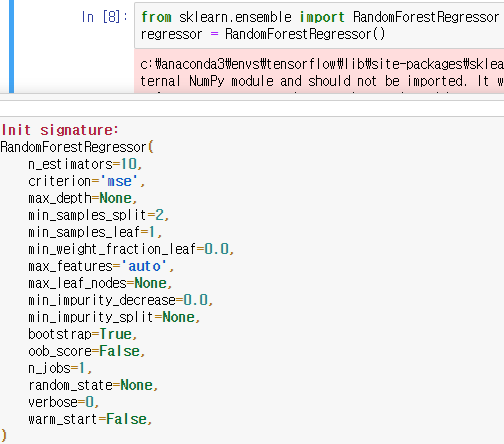 In [8]:
from sklearn.ensemble import RandomForestRegressor
regressor = RandomForestRegressor()
c:₩anaconda3₩envs₩tensorflow₩lib₩site-packages₩sklea
ternal NumPy module and should not be imported. It w
Init signature:
RandomForestRegressor(
n_estimators=10,
criterion='mse',
max_depth=None,
min_samples_split=2,
min_samples_leaf=1,
min_weight_fraction_leaf=0.0,
max_features='auto',
max_leaf_nodes=None,
min_impurity_decrease=0.0,
min_impurity_split=None,
bootstrap=True,
oob_score=False,
n_jobs=1,
random_state=None,
verbose=0,
warm_start=False,
)